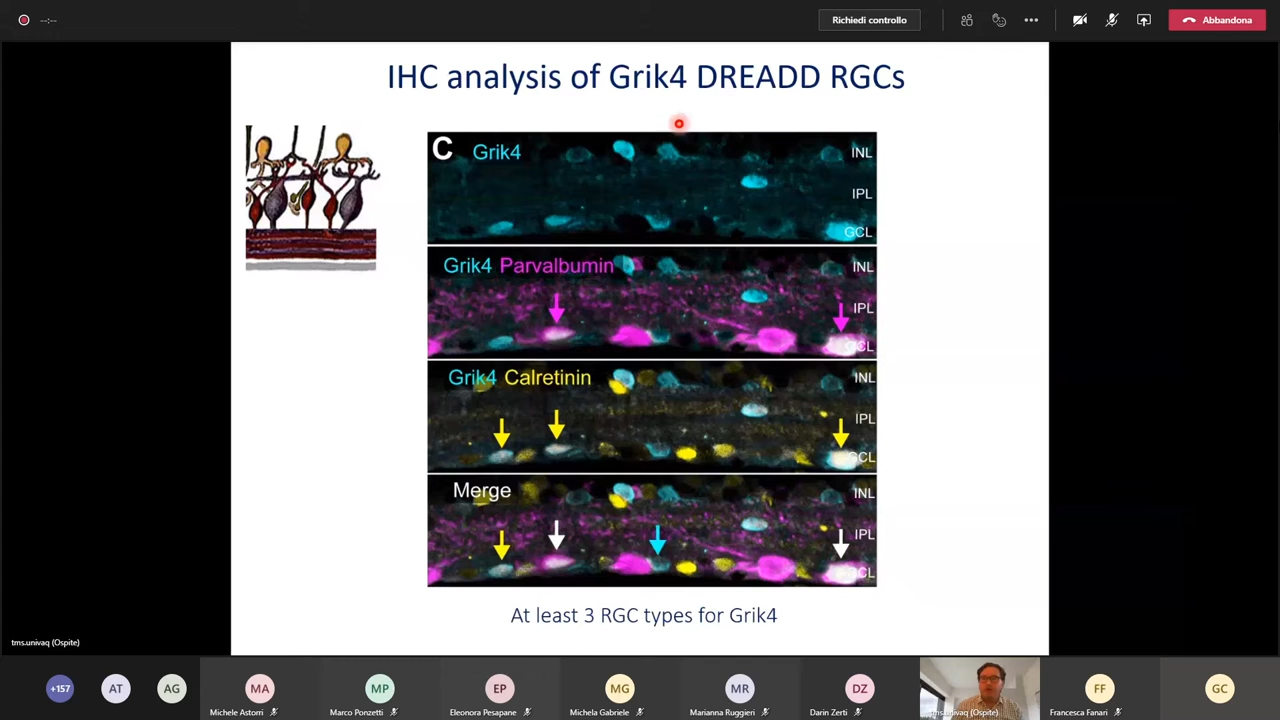 --:--
Richiedi controllo
Abbandona
IHC analysis of Grik4 DREADD RGCs
C Grik4
INL
IPL
GCL
Grik4 Parvalbumin
INL
IPL
GCL
Grik4 Calretinin
INL
IPL
GCL
Merge
INL
IPL
GCL
At least 3 RGC types for Grik4
tms.univaq (Ospite)
+157
AT
AG
MA
MP
EP
MG
MR
DZ
FF
GC
Michele Astorri
Marco Ponzetti
Eleonora Pesapane
Michela Gabriele
Marianna Ruggieri
Darin Zerti
tms.univaq (Ospite)
Francesca Fanari